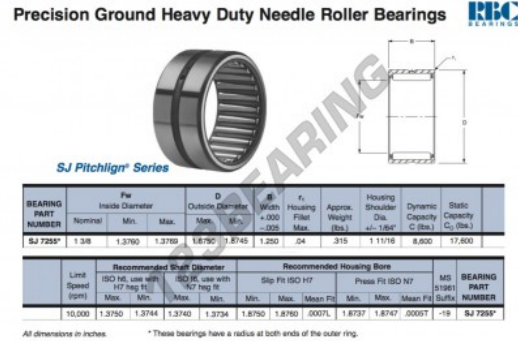 Precision Ground Heavy Duty Needle Roller Bearings
RBC
BEARINGS
B
r₁
Fw
D
123BEARING
SJ Pitchlign® Series
BEARING PART NUMBER
Fw Inside Diameter
D Outside Diameter
B Width +.000 -.005
Housing Fillet Max.
Approx. Weight (lbs.)
Housing Shoulder Dia. +/- 1/64"
Dynamic Capacity C (lbs.)
Static Capacity C₀ (lbs.)
Nominal Min. Max. Max. Min.
SJ 7255* 1 3/8 1.3760 1.3769 1.8750 1.8745 1.250 .04 .315 1 11/16 8,600 17,600
Limit Speed (rpm)
Recommended Shaft Diameter
Recommended Housing Bore
MS 51961 Suffix
BEARING PART NUMBER
ISO h6, use with H7 hsg fit
ISO f6, use with N7 hsg fit
Slip Fit ISO H7
Press Fit ISO N7
Max. Min. Max. Min. Min. Max. Mean Fit Min. Max. Mean Fit
10,000 1.3750 1.3744 1.3740 1.3734 1.8750 1.8760 .0007L 1.8737 1.8747 .0005T -19 SJ 7255*
All dimensions in inches.
* These bearings have a radius at both ends of the outer ring.